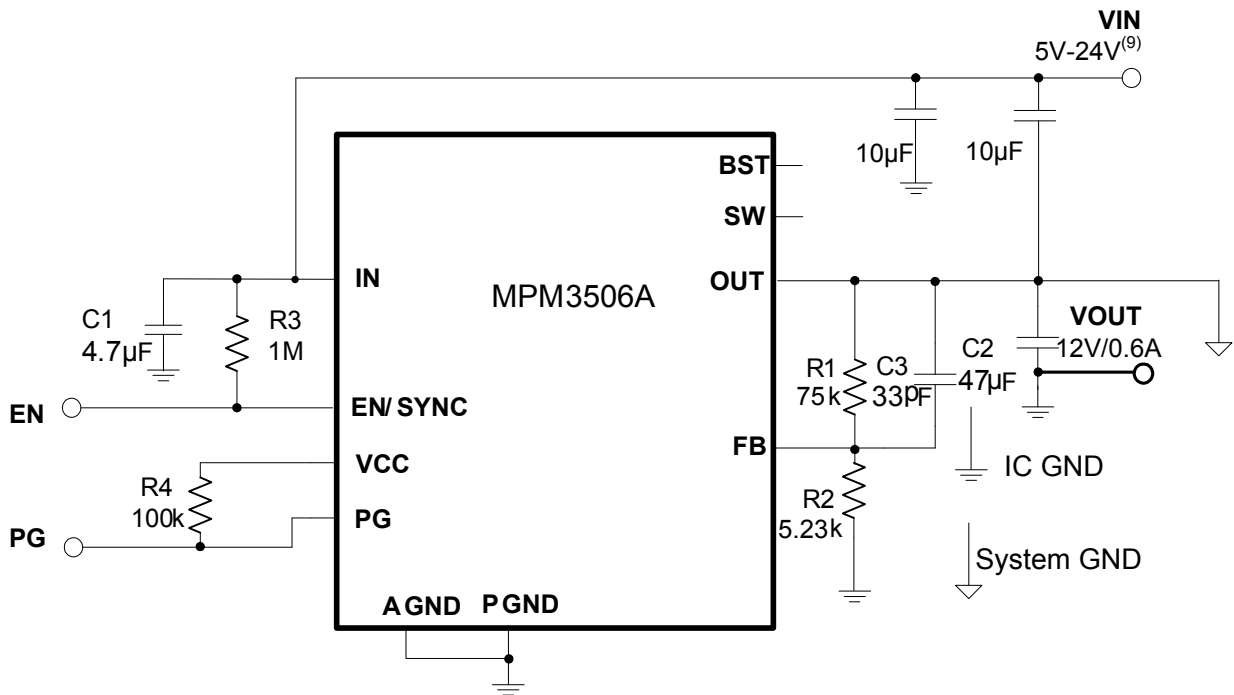 VIN
5V-24V(9)
10µF
10µF
BST
SW
IN
MPM3506A
OUT
C1
4.7µF
R3
1M
VOUT
12V/0.6A
R1
75k
C3
33pF
C2
47µF
EN
EN/ SYNC
FB
VCC
IC GND
R4
100k
PG
PG
R2
5.23k
System GND
AGND
PGND